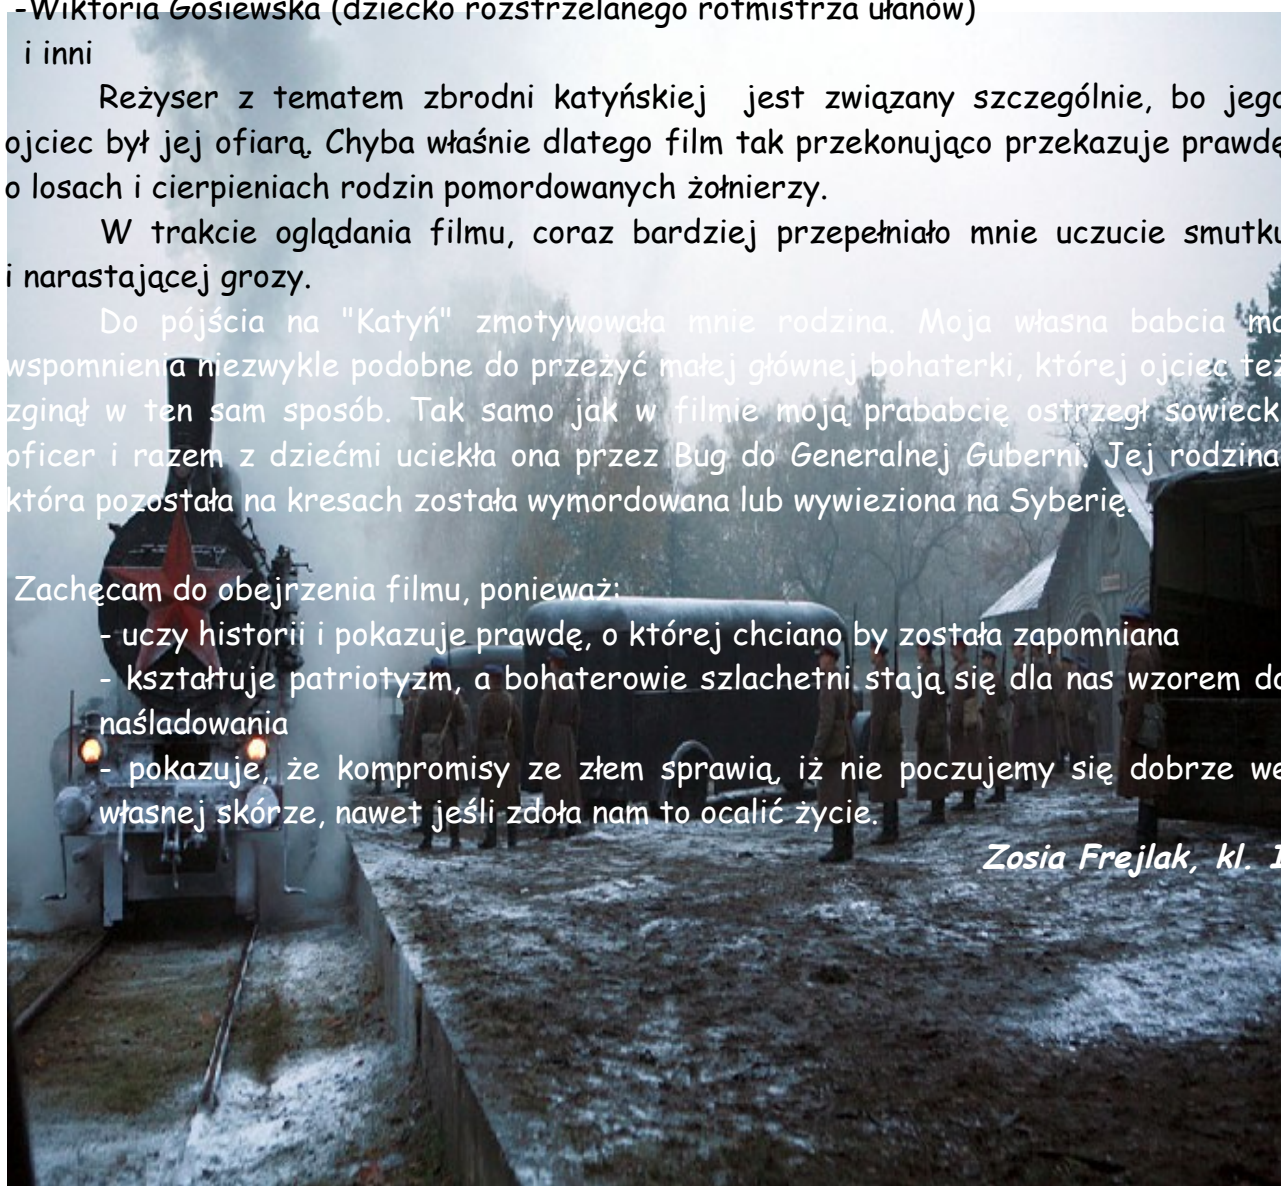 -Wiktoria Gosiewska (dziecko rozstrzelanego rotmistrza ułanów)
i inni
Reżyser z tematem zbrodni katyńskiej jest związany szczególnie, bo jego
ojciec był jej ofiarą. Chyba właśnie dlatego film tak przekonująco przekazuje prawdę
o losach i cierpieniach rodzin pomordowanych żołnierzy.
W trakcie oglądania filmu, coraz bardziej przepełniało mnie uczucie smutku
i narastającej grozy.
Do pójścia na "Katyń" zmotywowała mnie rodzina. Moja własna babcia ma
wspomnienia niezwykle podobne do przeżyć małej głównej bohaterki, której ojciec też
zginął w ten sam sposób. Tak samo jak w filmie moją prababcię ostrzegł sowiecki
oficer i razem z dziećmi uciekła ona przez Bug do Generalnej Guberni. Jej rodzina,
która pozostała na kresach została wymordowana lub wywieziona na Syberię.
Zachęcam do obejrzenia filmu, ponieważ:
- uczy historii i pokazuje prawdę, o której chciano by została zapomniana
- kształtuje patriotyzm, a bohaterowie szlachetni stają się dla nas wzorem do
naśladowania
- pokazuje, że kompromisy ze złem sprawią, iż nie poczujemy się dobrze we
własnej skórze, nawet jeśli zdoła nam to ocalić życie.
Zosia Frejlak, kl. I